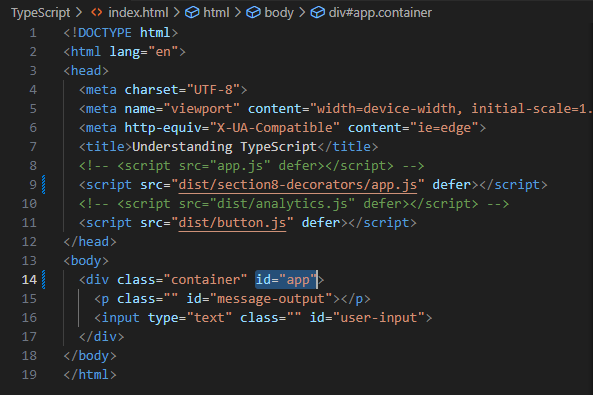 TypeScript > <> index.html > html > body > div#app.container
1 <!DOCTYPE html>
2 <html lang="en">
3 <head>
4 <meta charset="UTF-8">
5 <meta name="viewport" content="width=device-width, initial-scale=1.
6 <meta http-equiv="X-UA-Compatible" content="ie=edge">
7 <title>Understanding TypeScript</title>
8 <!-- <script src="app.js" defer></script> -->
9 <script src="dist/section8-decorators/app.js" defer></script>
10 <!-- <script src="dist/analytics.js" defer></script> -->
11 <script src="dist/button.js" defer></script>
12 </head>
13 <body>
14 <div class="container" id="app">
15 <p class="" id="message-output"></p>
16 <input type="text" class="" id="user-input">
17 </div>
18 </body>
19 </html>